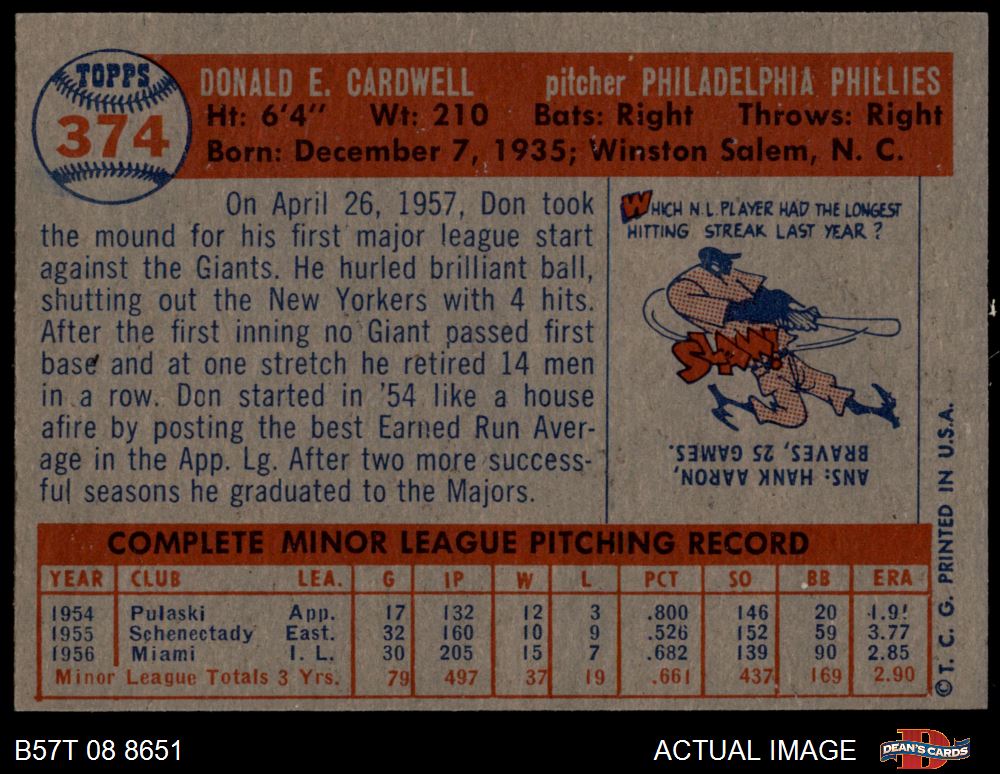 TOPPS
374
DONALD E. CARDWELL pitcher PHILADELPHIA PHILLIES
Ht: 6'4" Wt: 210 Bats: Right Throws: Right
Born: December 7, 1935; Winston Salem, N. C.
On April 26, 1957, Don took
the mound for his first major league start
against the Giants. He hurled brilliant ball,
shutting out the New Yorkers with 4 hits.
After the first inning no Giant passed first
base and at one stretch he retired 14 men
in a row. Don started in '54 like a house
afire by posting the best Earned Run Aver-
age in the App. Lg. After two more success-
ful seasons he graduated to the Majors.
WHICH N.L. PLAYER HAD THE LONGEST
HITTING STREAK LAST YEAR?
SLAM!
ANS: HANK AARON,
BRAVES, 25 GAMES.
COMPLETE MINOR LEAGUE PITCHING RECORD
YEAR CLUB LEA. G IP W L PCT SO BB ERA
1954 Pulaski App. 17 132 12 3 .800 146 20
1955 Schenectady East. 32 160 10 9 .526 152 59 3.77
1956 Miami I. L. 30 205 15 7 .682 139 90 2.85
Minor League Totals 3 Yrs. 79 497 37 19 .661 437 169 2.90
© T. C. G. PRINTED IN U.S.A.
B57T 08 8651 ACTUAL IMAGE DEAN'S CARDS